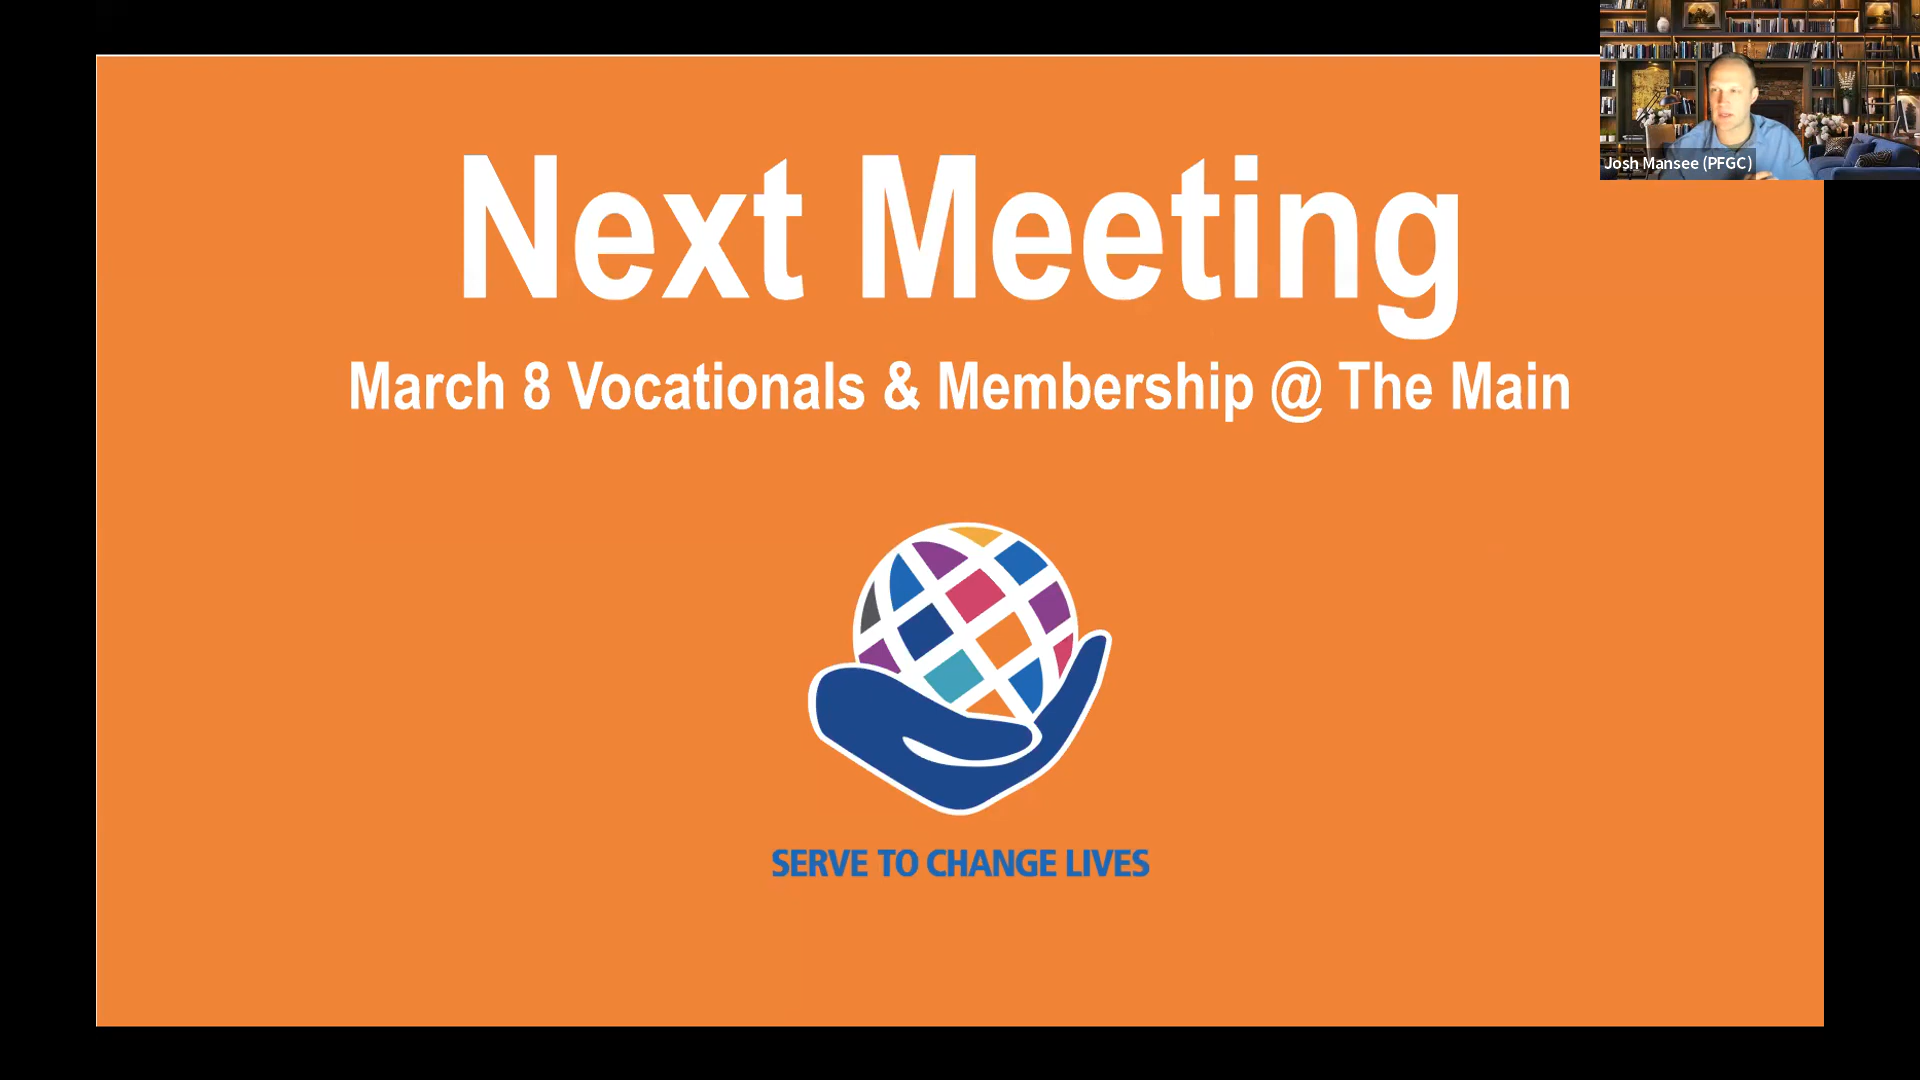 Next Meeting
March 8 Vocationals & Membership @ The Main
SERVE TO CHANGE LIVES
Josh Mansee (PFGC)